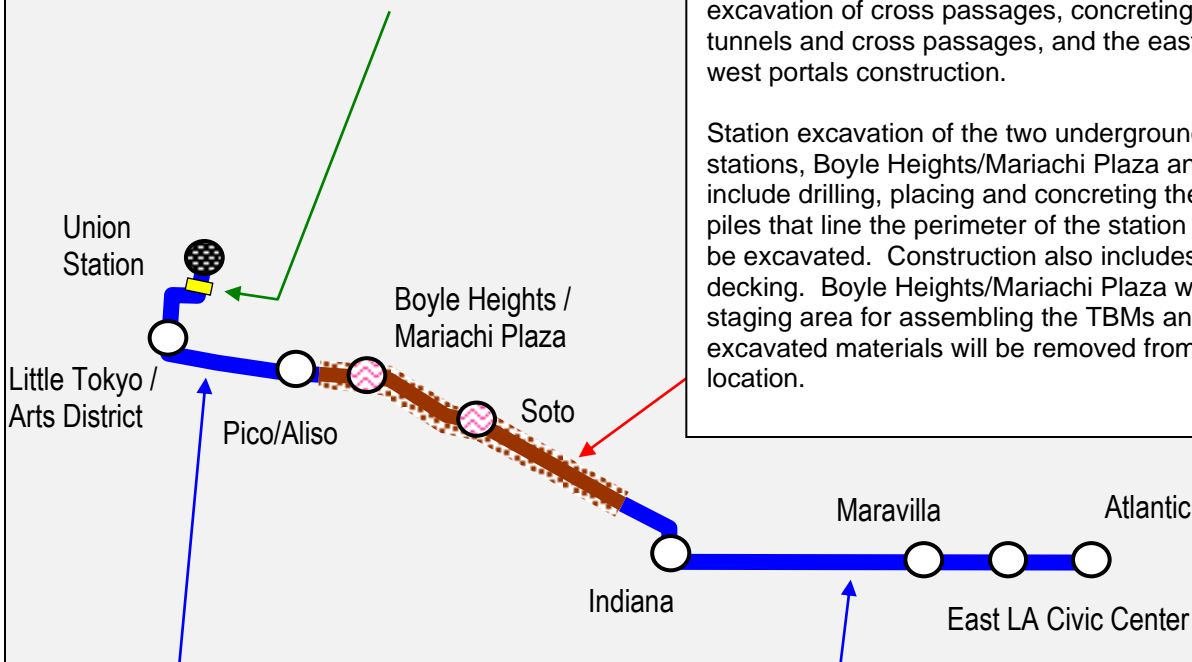 excavation of cross passages, concreting
tunnels and cross passages, and the east
west portals construction.
Station excavation of the two underground
stations, Boyle Heights/Mariachi Plaza an
include drilling, placing and concreting the
piles that line the perimeter of the station
be excavated. Construction also includes
decking. Boyle Heights/Mariachi Plaza w
staging area for assembling the TBMs an
excavated materials will be removed from
location.
Union
Station
Boyle Heights /
Mariachi Plaza
Little Tokyo /
Arts District
Pico/Aliso
Soto
Maravilla
Atlantic
Indiana
East LA Civic Center